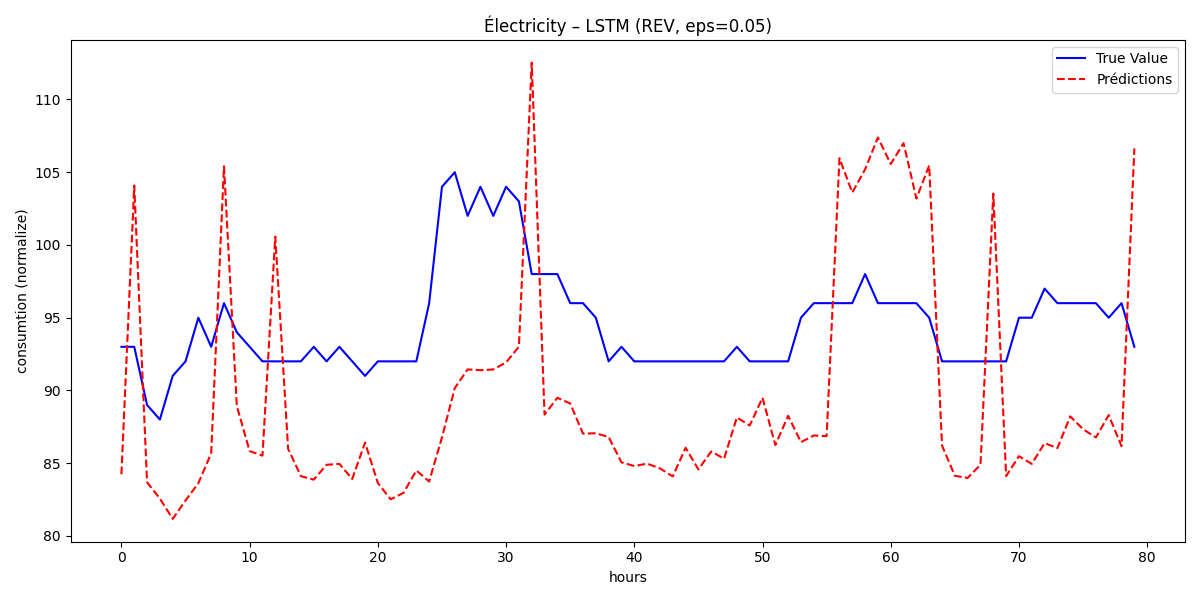 Électricity – LSTM (REV, eps=0.05)
True Value
Prédictions
consumtion (normalize)
110
105
100
95
90
85
80
0 10 20 30 40 50 60 70 80
hours